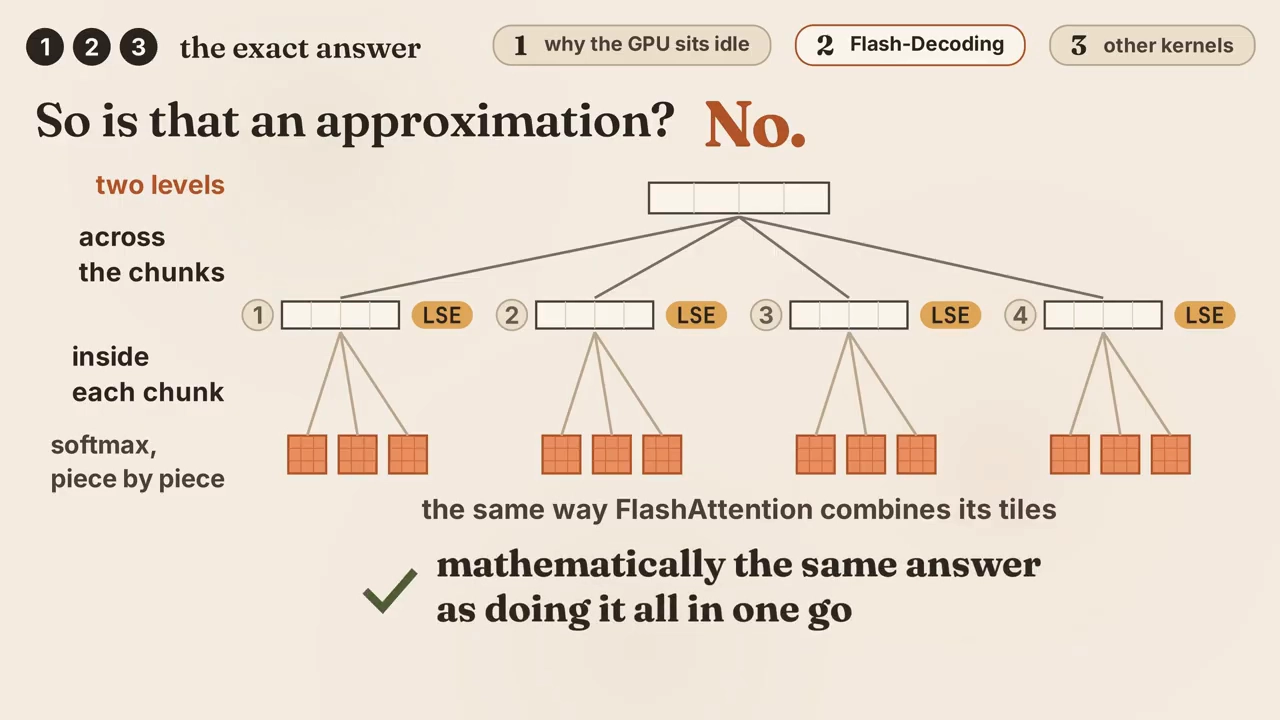 1 2 3 the exact answer
1 why the GPU sits idle
2 Flash-Decoding
3 other kernels
So is that an approximation? No.
two levels
across
the chunks
1 LSE 2 LSE 3 LSE 4 LSE
inside
each chunk
softmax,
piece by piece
the same way FlashAttention combines its tiles
mathematically the same answer
as doing it all in one go